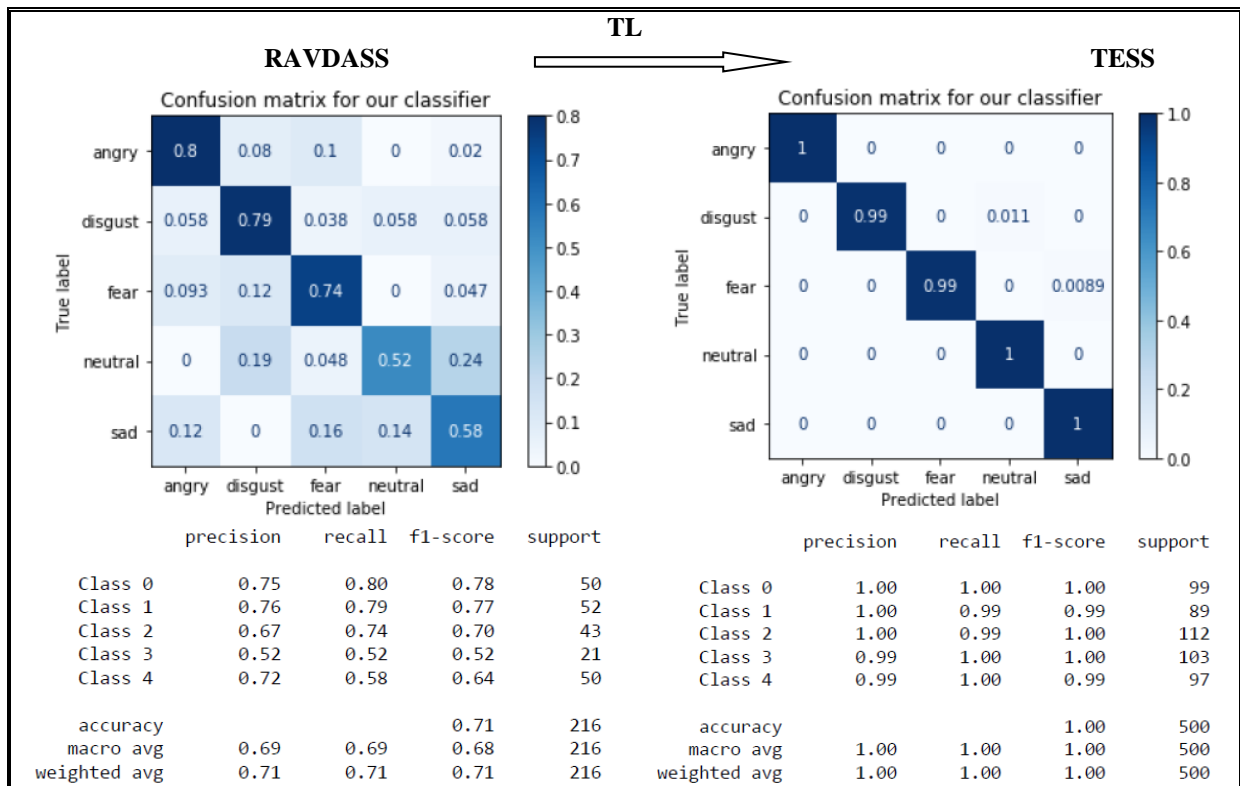 TL
RAVDASS
TESS
Confusion matrix for our classifier
True label
angry 0.8 0.08 0.1 0 0.02
disgust 0.058 0.79 0.038 0.058 0.058
fear 0.093 0.12 0.74 0 0.047
neutral 0 0.19 0.048 0.52 0.24
sad 0.12 0 0.16 0.14 0.58
angry disgust fear neutral sad
Predicted label
0.8
0.7
0.6
0.5
0.4
0.3
0.2
0.1
0.0
precision recall f1-score support
Class 0 0.75 0.80 0.78 50
Class 1 0.76 0.79 0.77 52
Class 2 0.67 0.74 0.70 43
Class 3 0.52 0.52 0.52 21
Class 4 0.72 0.58 0.64 50
accuracy 0.71 216
macro avg 0.69 0.69 0.68 216
weighted avg 0.71 0.71 0.71 216
Confusion matrix for our classifier
True label
angry 1 0 0 0 0
disgust 0 0.99 0 0.011 0
fear 0 0 0.99 0 0.0089
neutral 0 0 0 1 0
sad 0 0 0 0 1
angry disgust fear neutral sad
Predicted label
1.0
0.8
0.6
0.4
0.2
0.0
precision recall f1-score support
Class 0 1.00 1.00 1.00 99
Class 1 1.00 0.99 0.99 89
Class 2 1.00 0.99 1.00 112
Class 3 0.99 1.00 1.00 103
Class 4 0.99 1.00 0.99 97
accuracy 1.00 500
macro avg 1.00 1.00 1.00 500
weighted avg 1.00 1.00 1.00 500